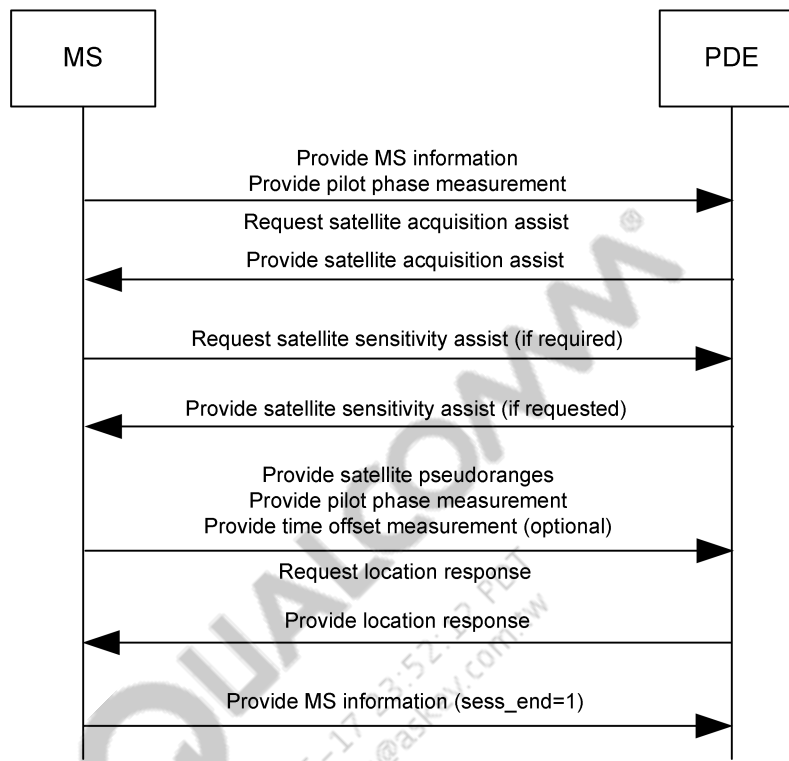 MS
PDE
Provide MS information
Provide pilot phase measurement
Request satellite acquisition assist
Provide satellite acquisition assist
Request satellite sensitivity assist (if required)
Provide satellite sensitivity assist (if requested)
Provide satellite pseudoranges
Provide pilot phase measurement
Provide time offset measurement (optional)
Request location response
Provide location response
Provide MS information (sess_end=1)
QUALCOMM®